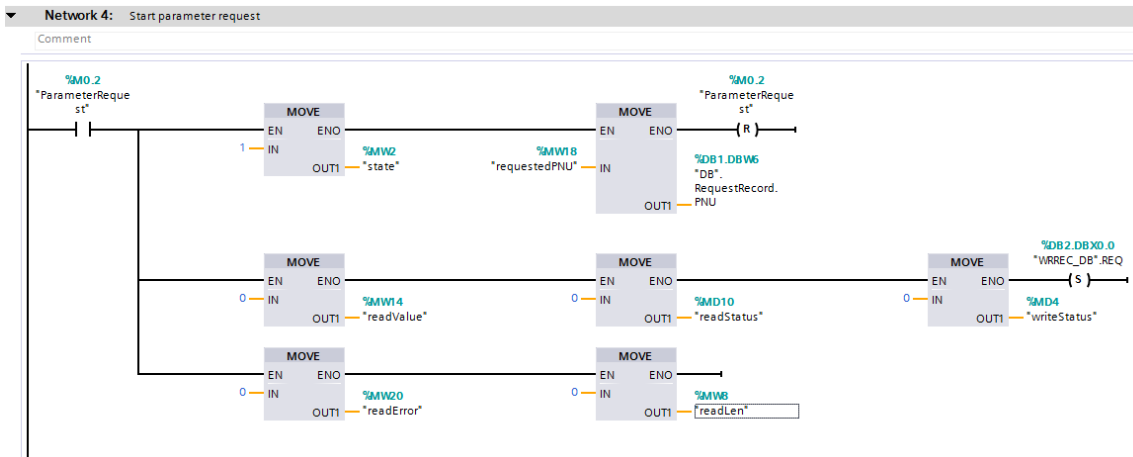 Network 4: Start parameter request
Comment
%M0.2
"ParameterReque
st"
%M0.2
"ParameterReque
st"
MOVE
EN ENO
1 IN
OUT1
%MW2
"state"
MOVE
EN ENO
%MW18
"requestedPNU"
IN
OUT1
R
%DB1.DBW6
"DB".
RequestRecord.
PNU
MOVE
EN ENO
0 IN
OUT1
%MW14
"readValue"
MOVE
EN ENO
0 IN
OUT1
%MD10
"readStatus"
MOVE
EN ENO
0 IN
OUT1
%MD4
"writeStatus"
%DB2.DBX0.0
"WRREC_DB".REQ
S
MOVE
EN ENO
0 IN
OUT1
%MW20
"readError"
MOVE
EN ENO
0 IN
OUT1
%MW8
"readLen"